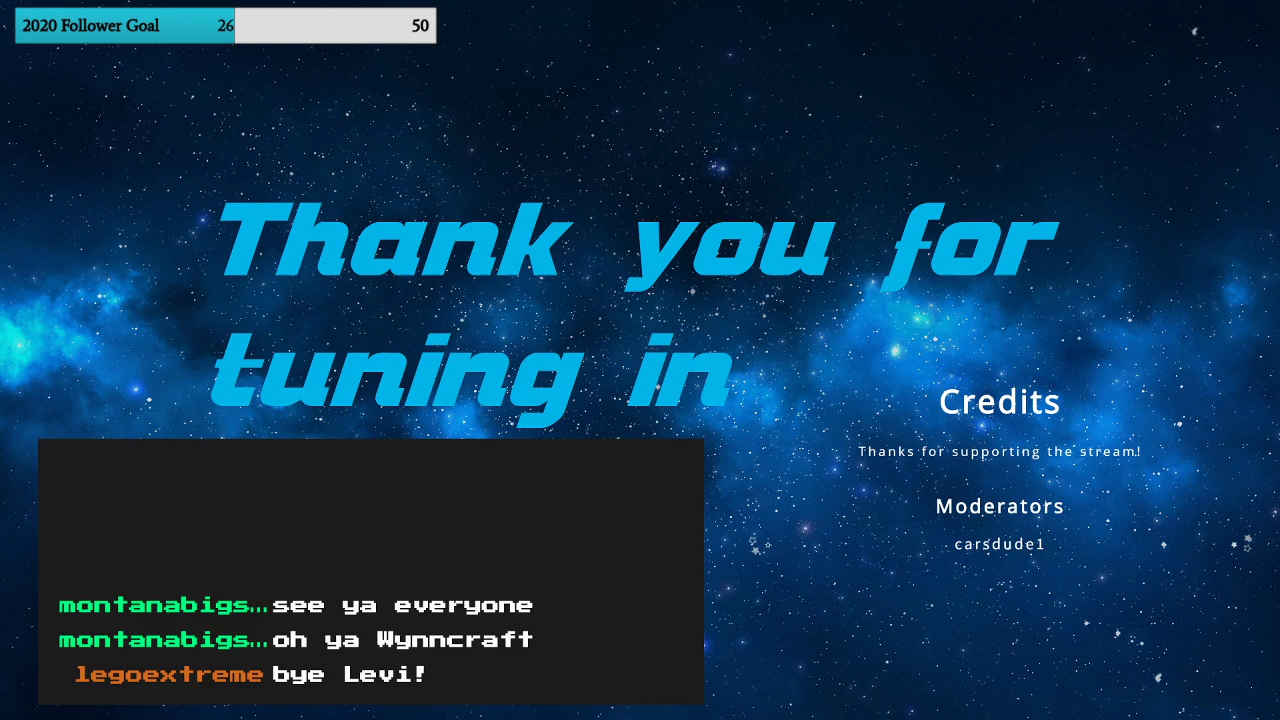 2020 Follower Goal 26 50
Thank you for
tuning in
Credits
Thanks for supporting the stream!
Moderators
carsdude1
montanabigs... see ya everyone
montanabigs... oh ya Wynncraft
legoextreme bye Levi!